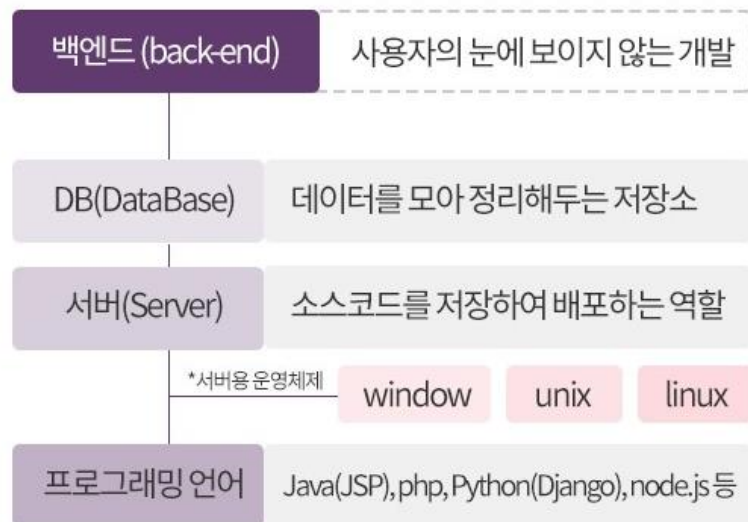 백엔드 (back-end) 사용자의 눈에 보이지 않는 개발
DB(DataBase) 데이터를 모아 정리해두는 저장소
서버(Server) 소스코드를 저장하여 배포하는 역할
*서버용 운영체제 window unix linux
프로그래밍 언어 Java(JSP), php, Python(Django), node.js 등